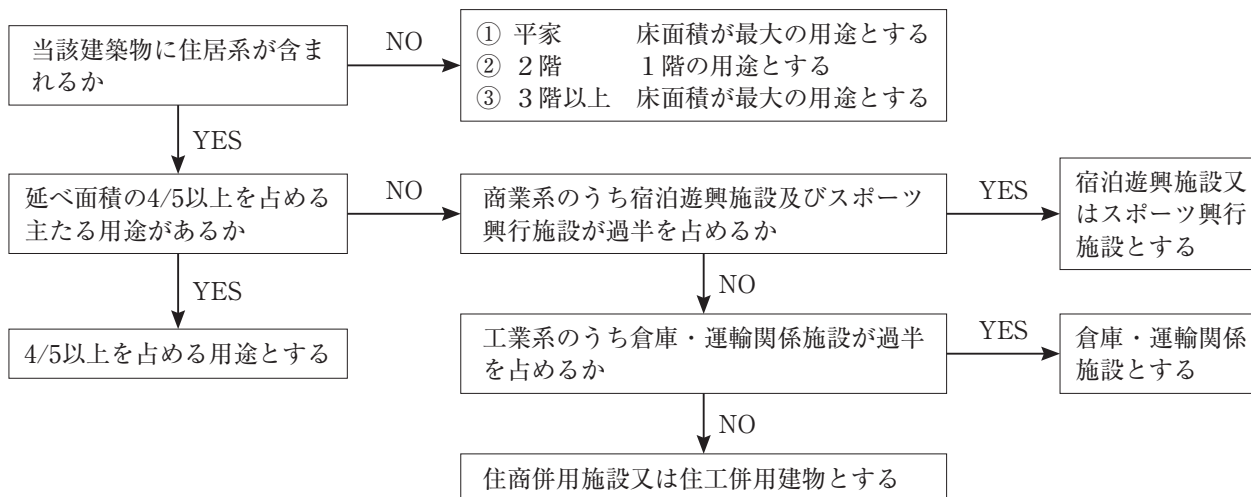 当該建築物に住居系が含ま
れるか
NO
① 平家　　床面積が最大の用途とする
② ２階　　１階の用途とする
③ ３階以上　床面積が最大の用途とする
YES
延べ面積の4/5以上を占める
主たる用途があるか
NO
商業系のうち宿泊遊興施設及びスポーツ
興行施設が過半を占めるか
YES
宿泊遊興施設又
はスポーツ興行
施設とする
YES
NO
4/5以上を占める用途とする
工業系のうち倉庫・運輸関係施設が過半
を占めるか
YES
倉庫・運輸関係
施設とする
NO
住商併用施設又は住工併用建物とする